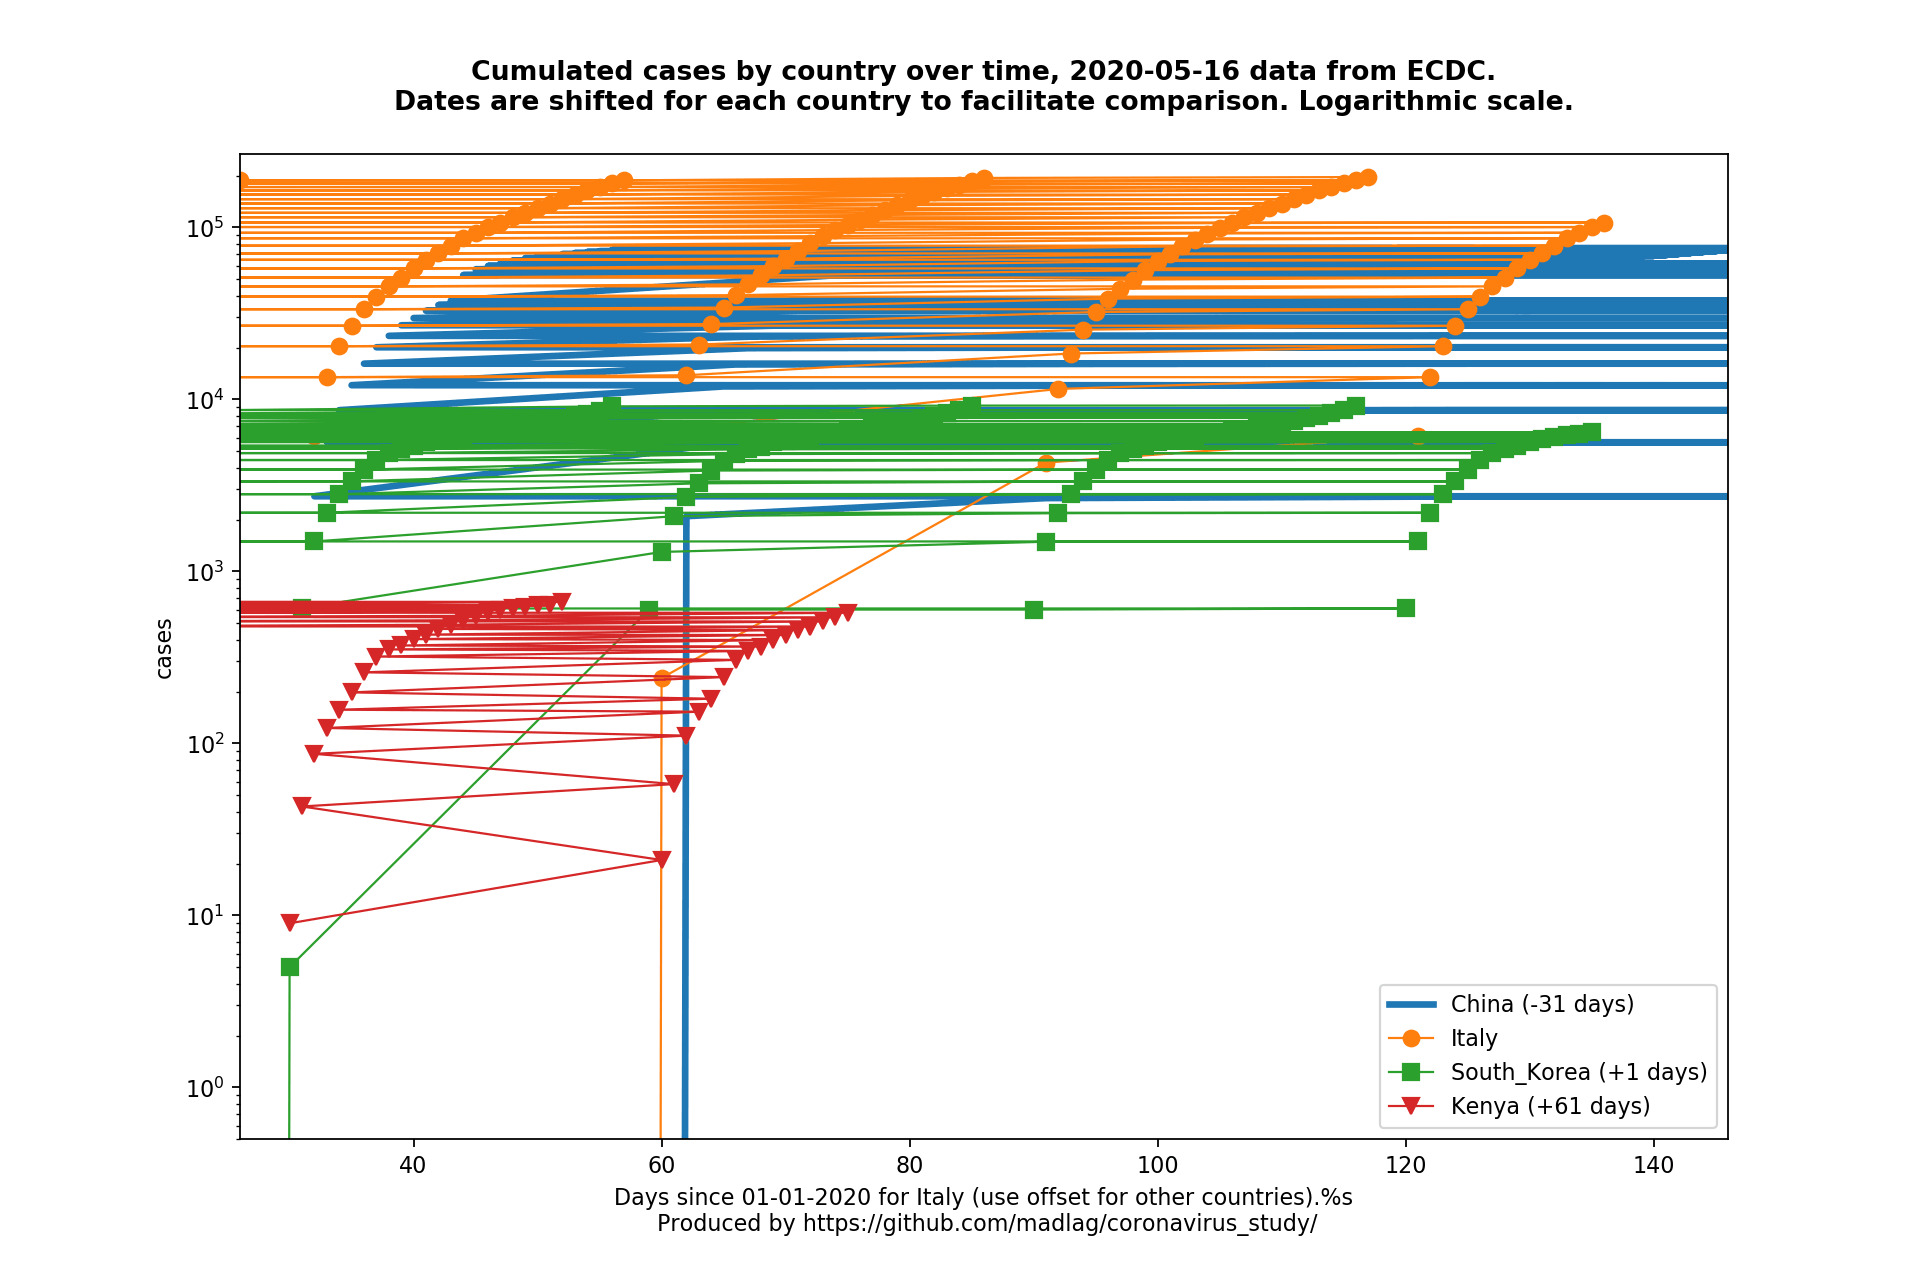 Cumulated cases by country over time, 2020-05-16 data from ECDC.
Dates are shifted for each country to facilitate comparison. Logarithmic scale.
cases
10^5
10^4
10^3
10^2
10^1
10^0
China (-31 days)
Italy
South_Korea (+1 days)
Kenya (+61 days)
40 60 80 100 120 140
Days since 01-01-2020 for Italy (use offset for other countries).%s
Produced by https://github.com/madlag/coronavirus_study/